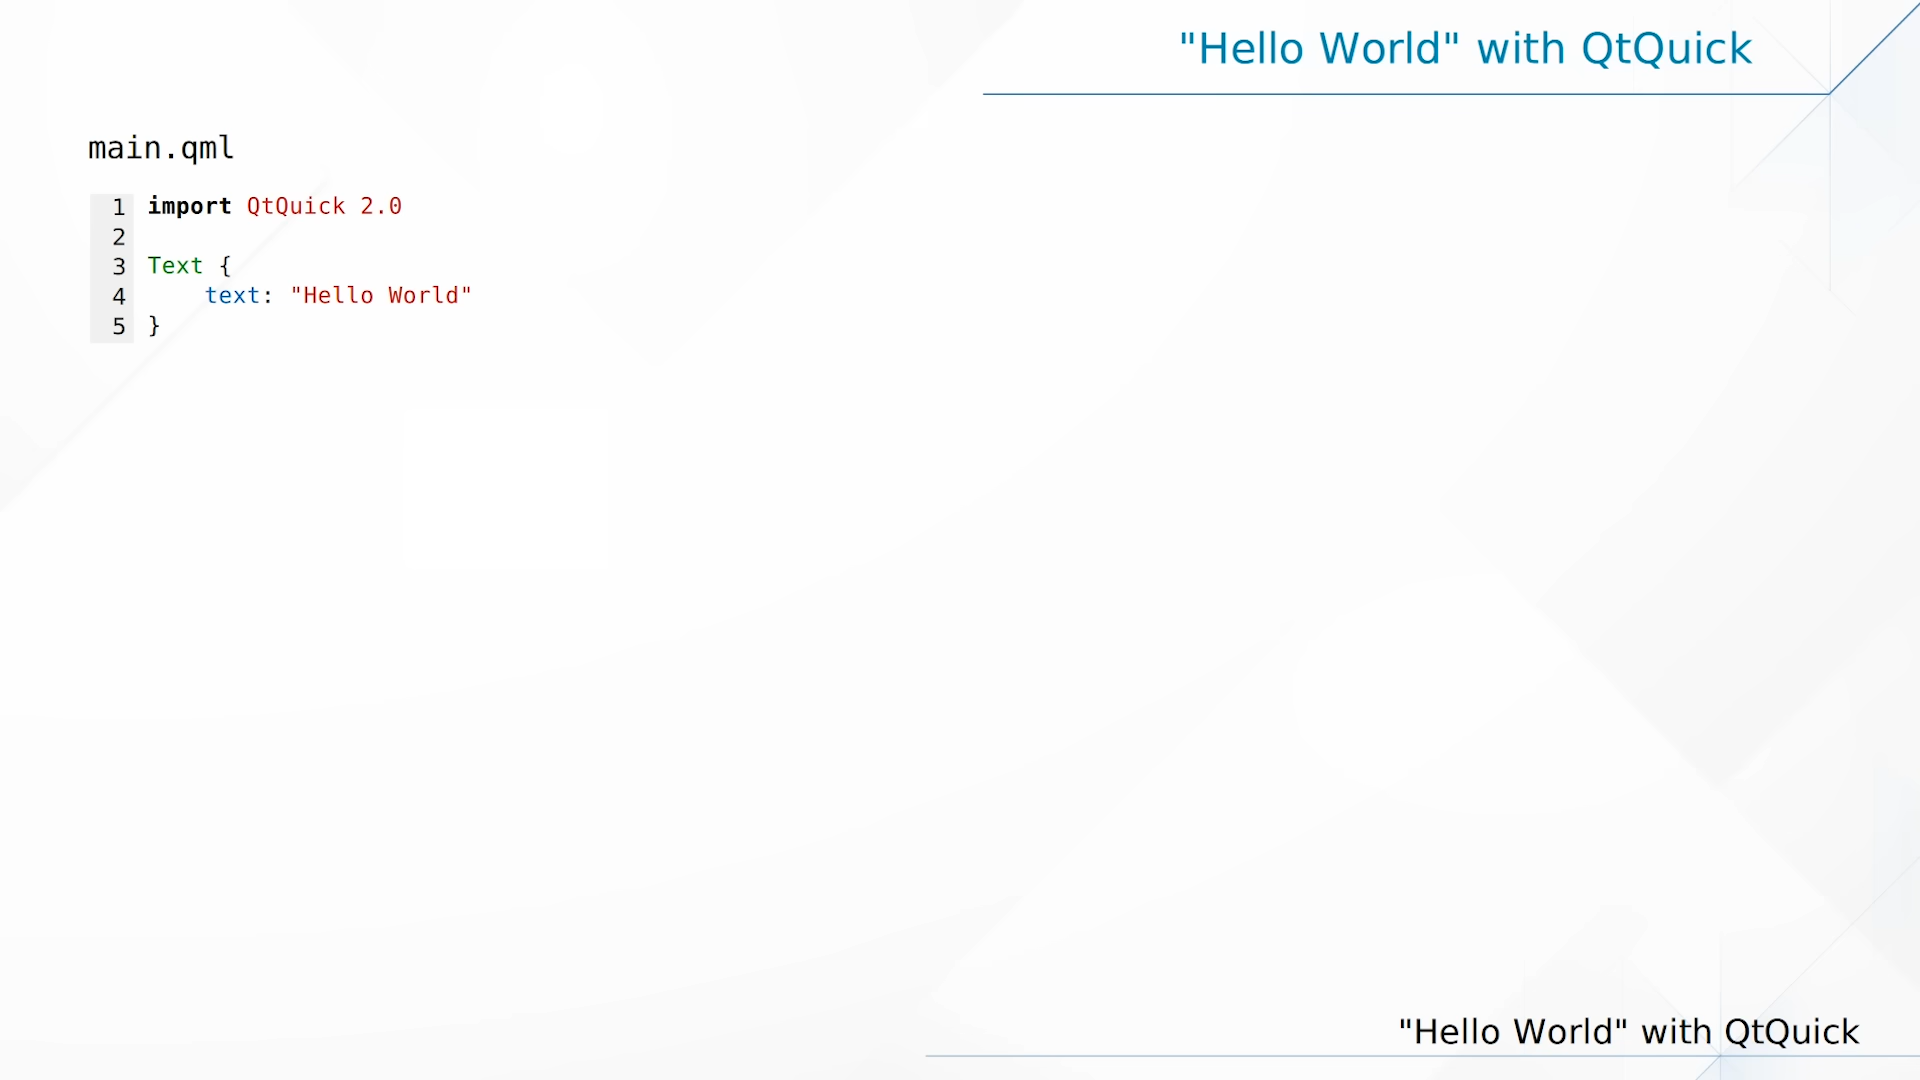 "Hello World" with QtQuick
main.qml
1 import QtQuick 2.0
2
3 Text {
4     text: "Hello World"
5 }
"Hello World" with QtQuick